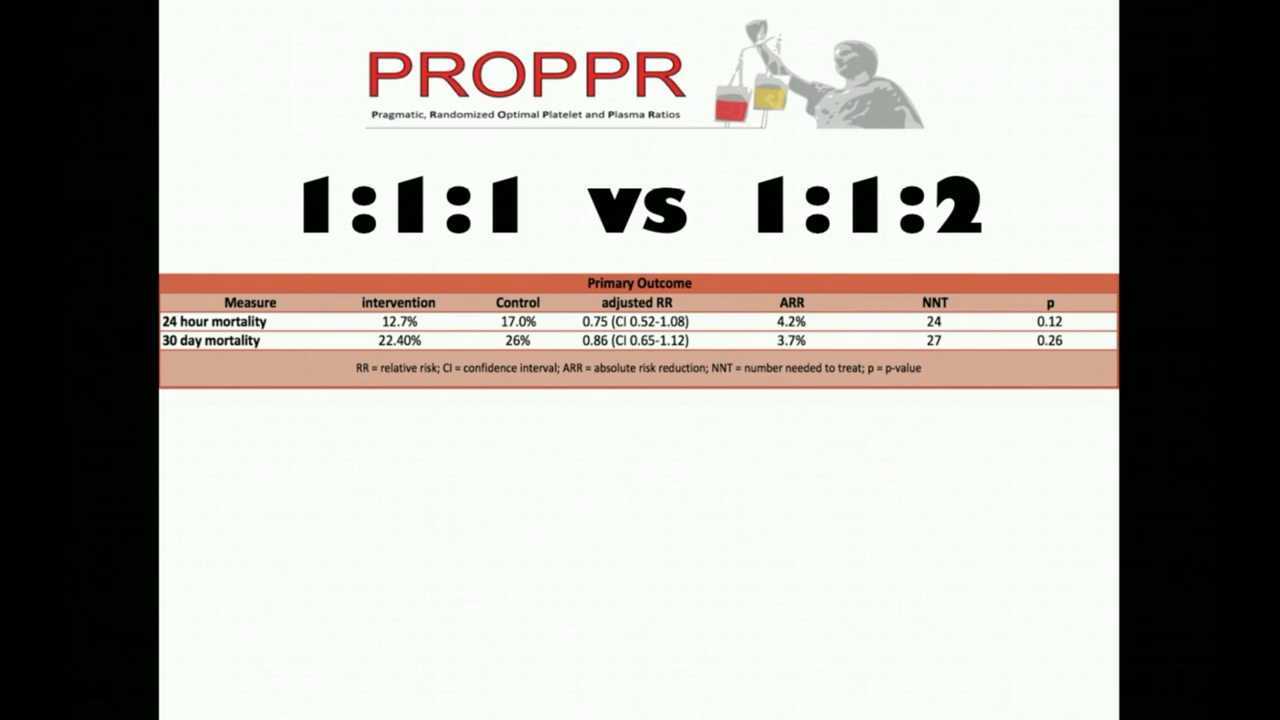 PROPPR
Pragmatic, Randomized Optimal Platelet and Plasma Ratios
1:1:1 vs 1:1:2
Primary Outcome
Measure intervention Control adjusted RR ARR NNT p
24 hour mortality 12.7% 17.0% 0.75 (CI 0.52-1.08) 4.2% 24 0.12
30 day mortality 22.40% 26% 0.86 (CI 0.65-1.12) 3.7% 27 0.26
RR = relative risk; CI = confidence interval; ARR = absolute risk reduction; NNT = number needed to treat; p = p-value